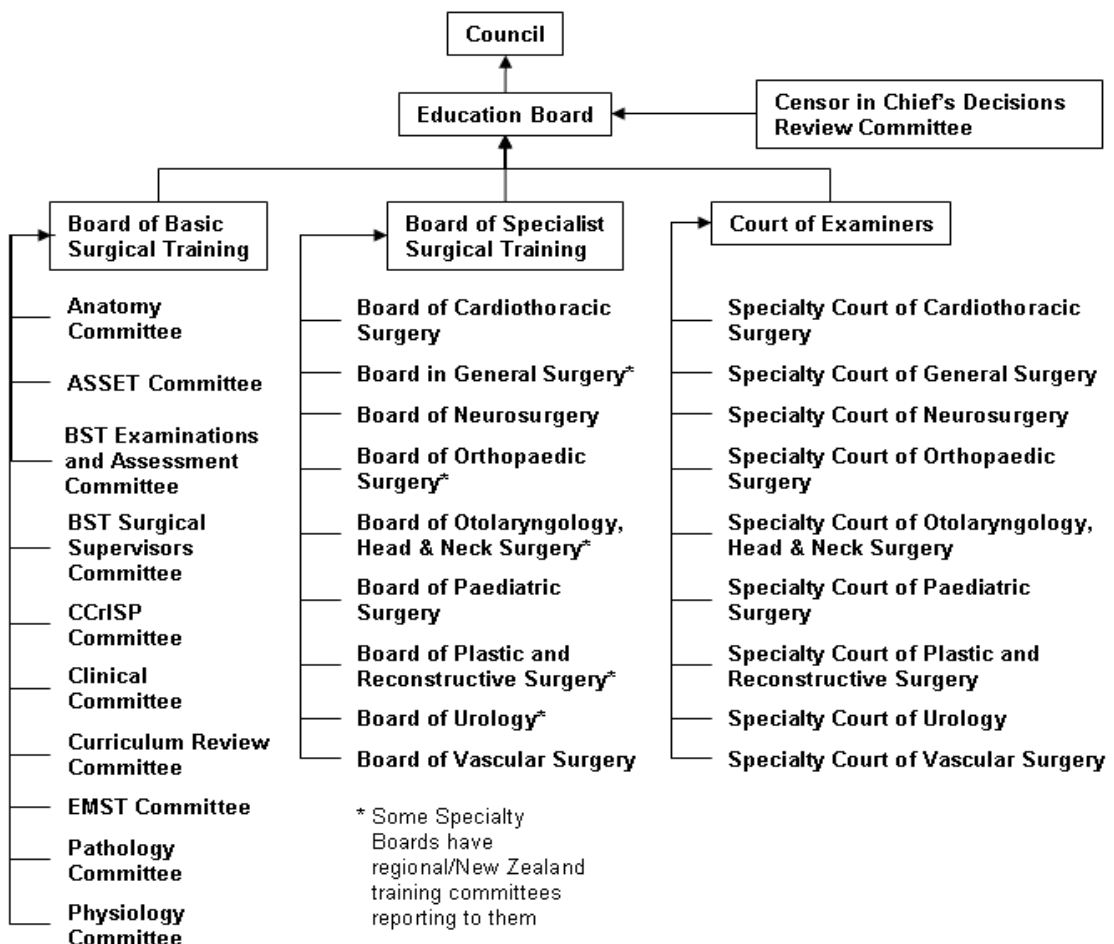 Council
Education Board
Censor in Chief's Decisions
Review Committee
Board of Basic
Surgical Training
Board of Specialist
Surgical Training
Court of Examiners
Anatomy
Committee
ASSET Committee
BST Examinations
and Assessment
Committee
BST Surgical
Supervisors
Committee
CCrISP
Committee
Clinical
Committee
Curriculum Review
Committee
EMST Committee
Pathology
Committee
Physiology
Committee
Board of Cardiothoracic
Surgery
Board in General Surgery*
Board of Neurosurgery
Board of Orthopaedic
Surgery*
Board of Otolaryngology,
Head & Neck Surgery*
Board of Paediatric
Surgery
Board of Plastic and
Reconstructive Surgery*
Board of Urology*
Board of Vascular Surgery
* Some Specialty
Boards have
regional/New Zealand
training committees
reporting to them
Specialty Court of Cardiothoracic
Surgery
Specialty Court of General Surgery
Specialty Court of Neurosurgery
Specialty Court of Orthopaedic
Surgery
Specialty Court of Otolaryngology,
Head & Neck Surgery
Specialty Court of Paediatric
Surgery
Specialty Court of Plastic and
Reconstructive Surgery
Specialty Court of Urology
Specialty Court of Vascular Surgery